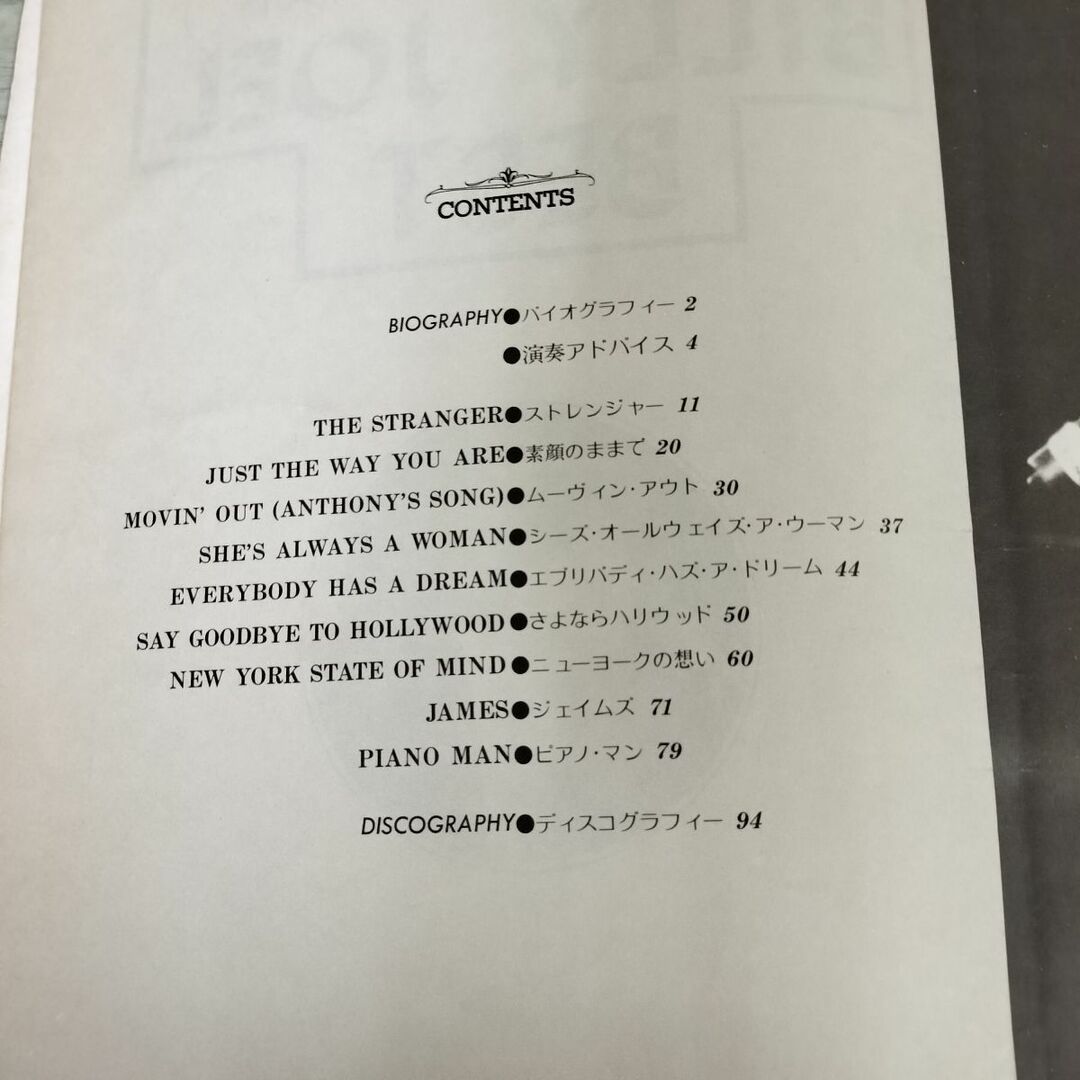 CONTENTS
BIOGRAPHY●バイオグラフィー 2
●演奏アドバイス 4
THE STRANGER●ストレンジャー 11
JUST THE WAY YOU ARE●素顔のままで 20
MOVIN' OUT (ANTHONY'S SONG)●ムーヴィン・アウト 30
SHE'S ALWAYS A WOMAN●シーズ・オールウェイズ・ア・ウーマン 37
EVERYBODY HAS A DREAM●エブリバディ・ハズ・ア・ドリーム 44
SAY GOODBYE TO HOLLYWOOD●さよならハリウッド 50
NEW YORK STATE OF MIND●ニューヨークの想い 60
JAMES●ジェイムズ 71
PIANO MAN●ピアノ・マン 79
DISCOGRAPHY●ディスコグラフィー 94